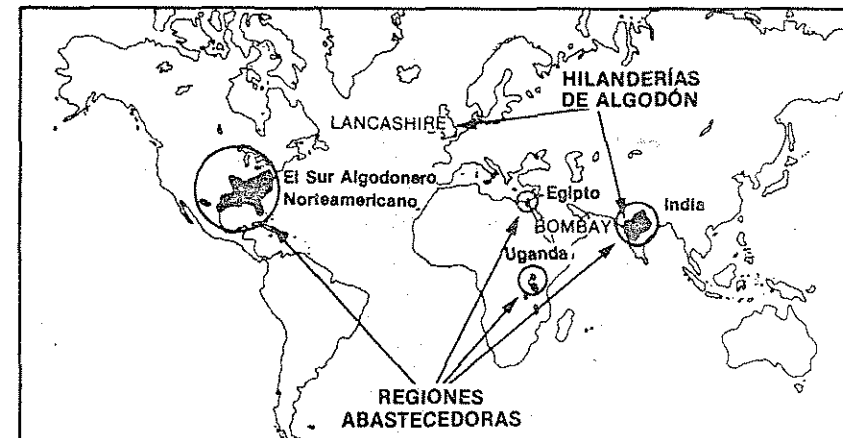 HILANDERÍAS
DE ALGODÓN
LANCASHIRE
El Sur Algodonero
Norteamericano
Egipto
BOMBAY
India
Uganda
REGIONES
ABASTECEDORAS